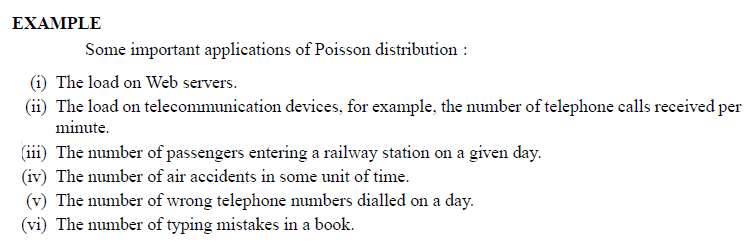 EXAMPLE
Some important applications of Poisson distribution :
(i) The load on Web servers.
(ii) The load on telecommunication devices, for example, the number of telephone calls received per
minute.
(iii) The number of passengers entering a railway station on a given day.
(iv) The number of air accidents in some unit of time.
(v) The number of wrong telephone numbers dialled on a day.
(vi) The number of typing mistakes in a book.